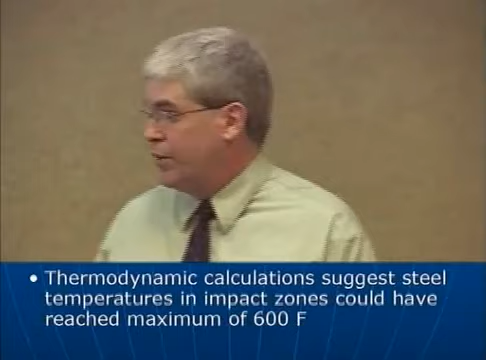 • Thermodynamic calculations suggest steel
temperatures in impact zones could have
reached maximum of 600 F